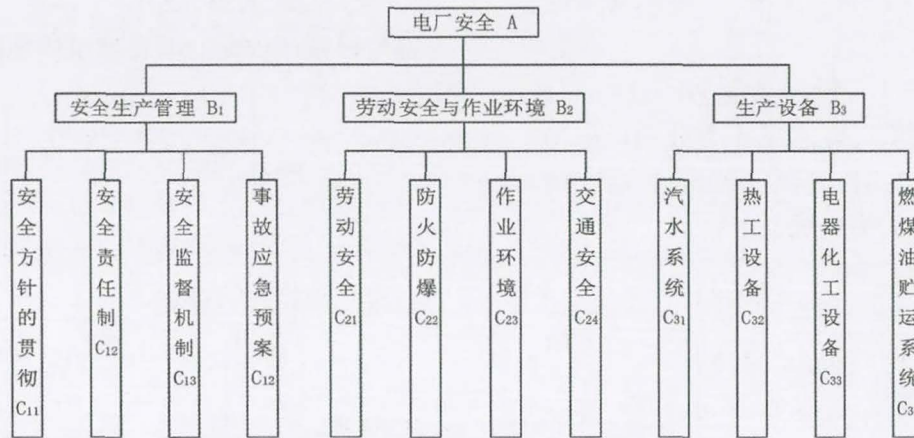 电厂安全 A
安全生产管理 B₁
劳动安全与作业环境 B₂
生产设备 B₃
安全方针的贯彻 C₁₁
安全责任制 C₁₂
安全监督机制 C₁₃
事故应急预案 C₁₂
劳动安全 C₂₁
防火防爆 C₂₂
作业环境 C₂₃
交通安全 C₂₄
汽水系统 C₃₁
热工设备 C₃₂
电器化工设备 C₃₃
燃煤油贮运系统 C₃